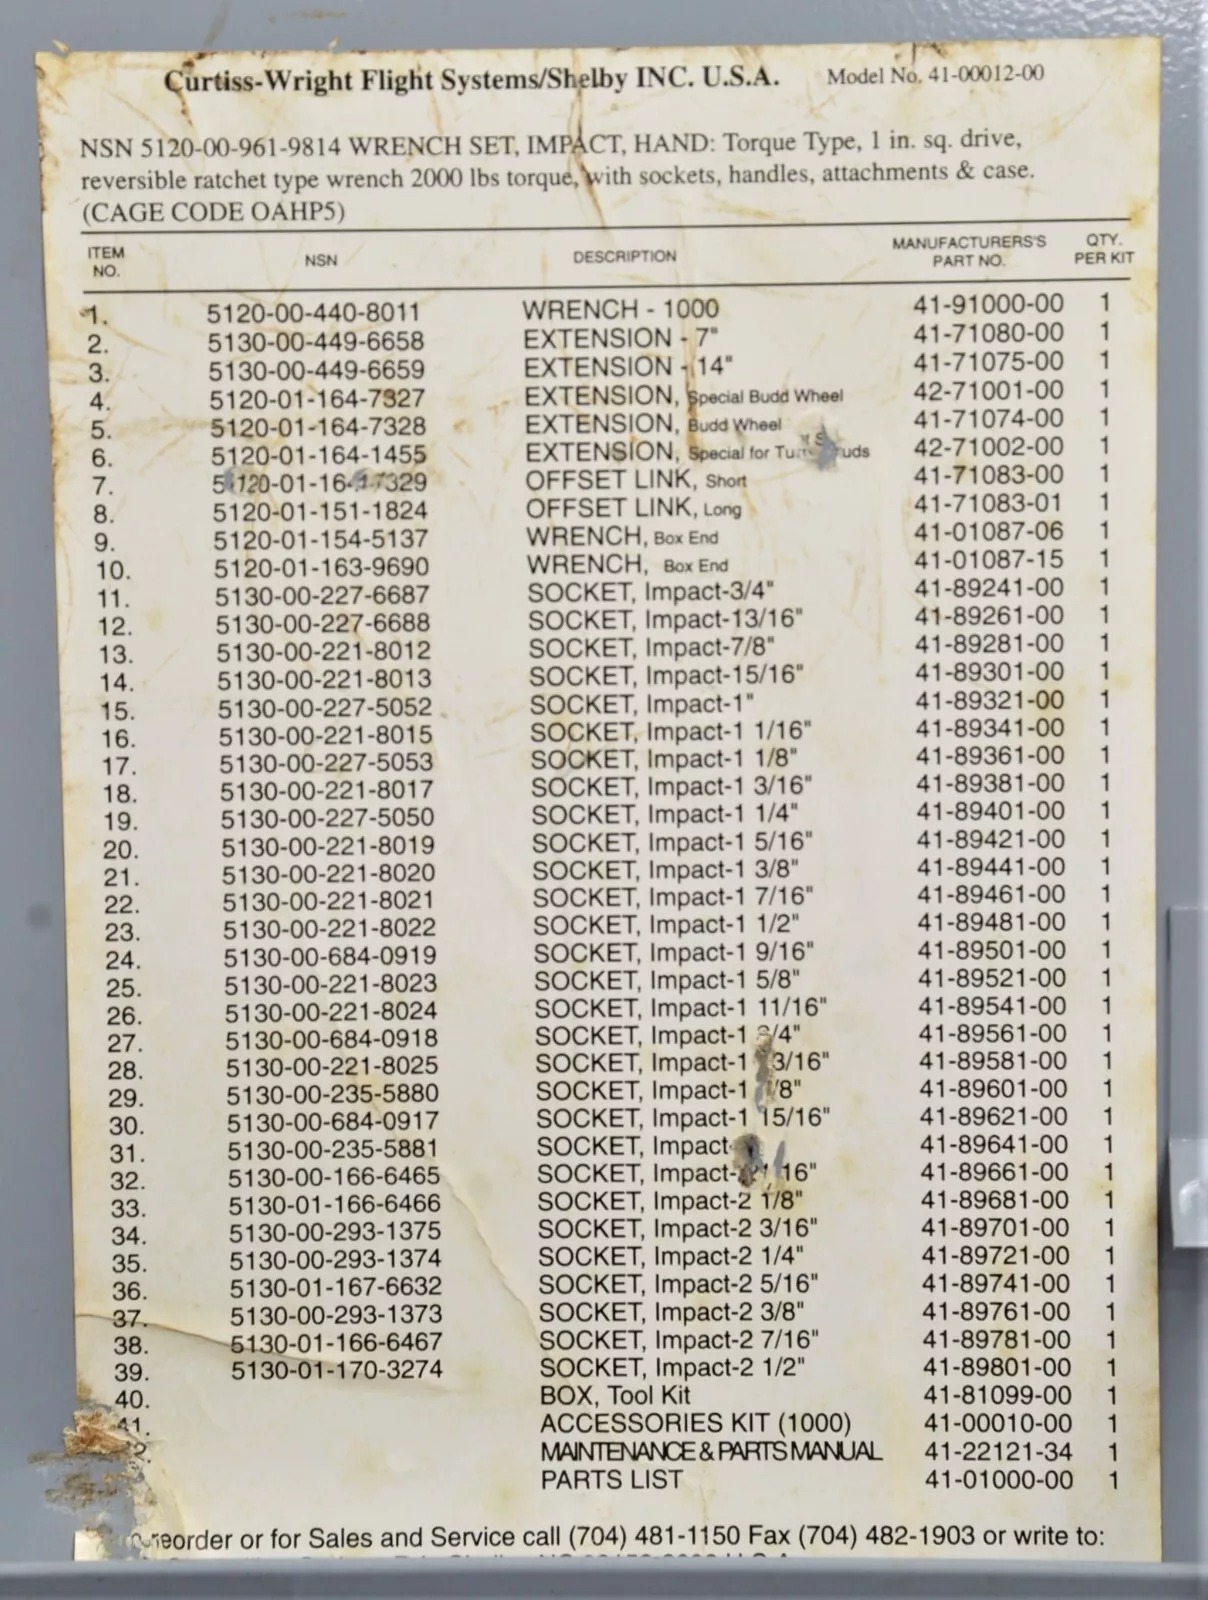 Curtiss-Wright Flight Systems/Shelby INC. U.S.A. Model No. 41-00012-00
NSN 5120-00-961-9814 WRENCH SET, IMPACT, HAND: Torque Type, 1 in. sq. drive,
reversible ratchet type wrench 2000 lbs torque, with sockets, handles, attachments & case.
(CAGE CODE OAHP5)
ITEM NO. NSN DESCRIPTION MANUFACTURERS'S PART NO. QTY. PER KIT
1. 5120-00-440-8011 WRENCH - 1000 41-91000-00 1
2. 5130-00-449-6658 EXTENSION - 7" 41-71080-00 1
3. 5130-00-449-6659 EXTENSION - 14" 41-71075-00 1
4. 5120-01-164-7327 EXTENSION, Special Budd Wheel 42-71001-00 1
5. 5120-01-164-7328 EXTENSION, Budd Wheel 41-71074-00 1
6. 5120-01-164-1455 EXTENSION, Special for 42-71002-00 1
7. OFFSET LINK, Short 41-71083-00 1
8. 5120-01-151-1824 OFFSET LINK, Long 41-71083-01 1
9. 5120-01-154-5137 WRENCH, Box End 41-01087-06 1
10. 5120-01-163-9690 WRENCH, Box End 41-01087-15 1
11. 5130-00-227-6687 SOCKET, Impact-3/4" 41-89241-00 1
12. 5130-00-227-6688 SOCKET, Impact-13/16" 41-89261-00 1
13. 5130-00-221-8012 SOCKET, Impact-7/8" 41-89281-00 1
14. 5130-00-221-8013 SOCKET, Impact-15/16" 41-89301-00 1
15. 5130-00-227-5052 SOCKET, Impact-1" 41-89321-00 1
16. 5130-00-221-8015 SOCKET, Impact-1 1/16" 41-89341-00 1
17. 5130-00-227-5053 SOCKET, Impact-1 1/8" 41-89361-00 1
18. 5130-00-221-8017 SOCKET, Impact-1 3/16" 41-89381-00 1
19. 5130-00-227-5050 SOCKET, Impact-1 1/4" 41-89401-00 1
20. 5130-00-221-8019 SOCKET, Impact-1 5/16" 41-89421-00 1
21. 5130-00-221-8020 SOCKET, Impact-1 3/8" 41-89441-00 1
22. 5130-00-221-8021 SOCKET, Impact-1 7/16" 41-89461-00 1
23. 5130-00-221-8022 SOCKET, Impact-1 1/2" 41-89481-00 1
24. 5130-00-684-0919 SOCKET, Impact-1 9/16" 41-89501-00 1
25. 5130-00-221-8023 SOCKET, Impact-1 5/8" 41-89521-00 1
26. 5130-00-221-8024 SOCKET, Impact-1 11/16" 41-89541-00 1
27. 5130-00-684-0918 SOCKET, Impact-1 3/4" 41-89561-00 1
28. 5130-00-221-8025 SOCKET, Impact-1 41-89581-00 1
29. 5130-00-235-5880 SOCKET, Impact-1 41-89601-00 1
30. 5130-00-684-0917 SOCKET, Impact-1 15/16" 41-89621-00 1
31. 5130-00-235-5881 SOCKET, Impact- 41-89641-00 1
32. 5130-00-166-6465 SOCKET, Impact- 41-89661-00 1
33. 5130-01-166-6466 SOCKET, Impact-2 1/8" 41-89681-00 1
34. 5130-00-293-1375 SOCKET, Impact-2 3/16" 41-89701-00 1
35. 5130-00-293-1374 SOCKET, Impact-2 1/4" 41-89721-00 1
36. 5130-01-167-6632 SOCKET, Impact-2 5/16" 41-89741-00 1
37. 5130-00-293-1373 SOCKET, Impact-2 3/8" 41-89761-00 1
38. 5130-01-166-6467 SOCKET, Impact-2 7/16" 41-89781-00 1
39. 5130-01-170-3274 SOCKET, Impact-2 1/2" 41-89801-00 1
40. BOX, Tool Kit 41-81099-00 1
41. ACCESSORIES KIT (1000) 41-00010-00 1
MAINTENANCE & PARTS MANUAL 41-22121-34 1
PARTS LIST 41-01000-00 1
reorder or for Sales and Service call (704) 481-1150 Fax (704) 482-1903 or write to: